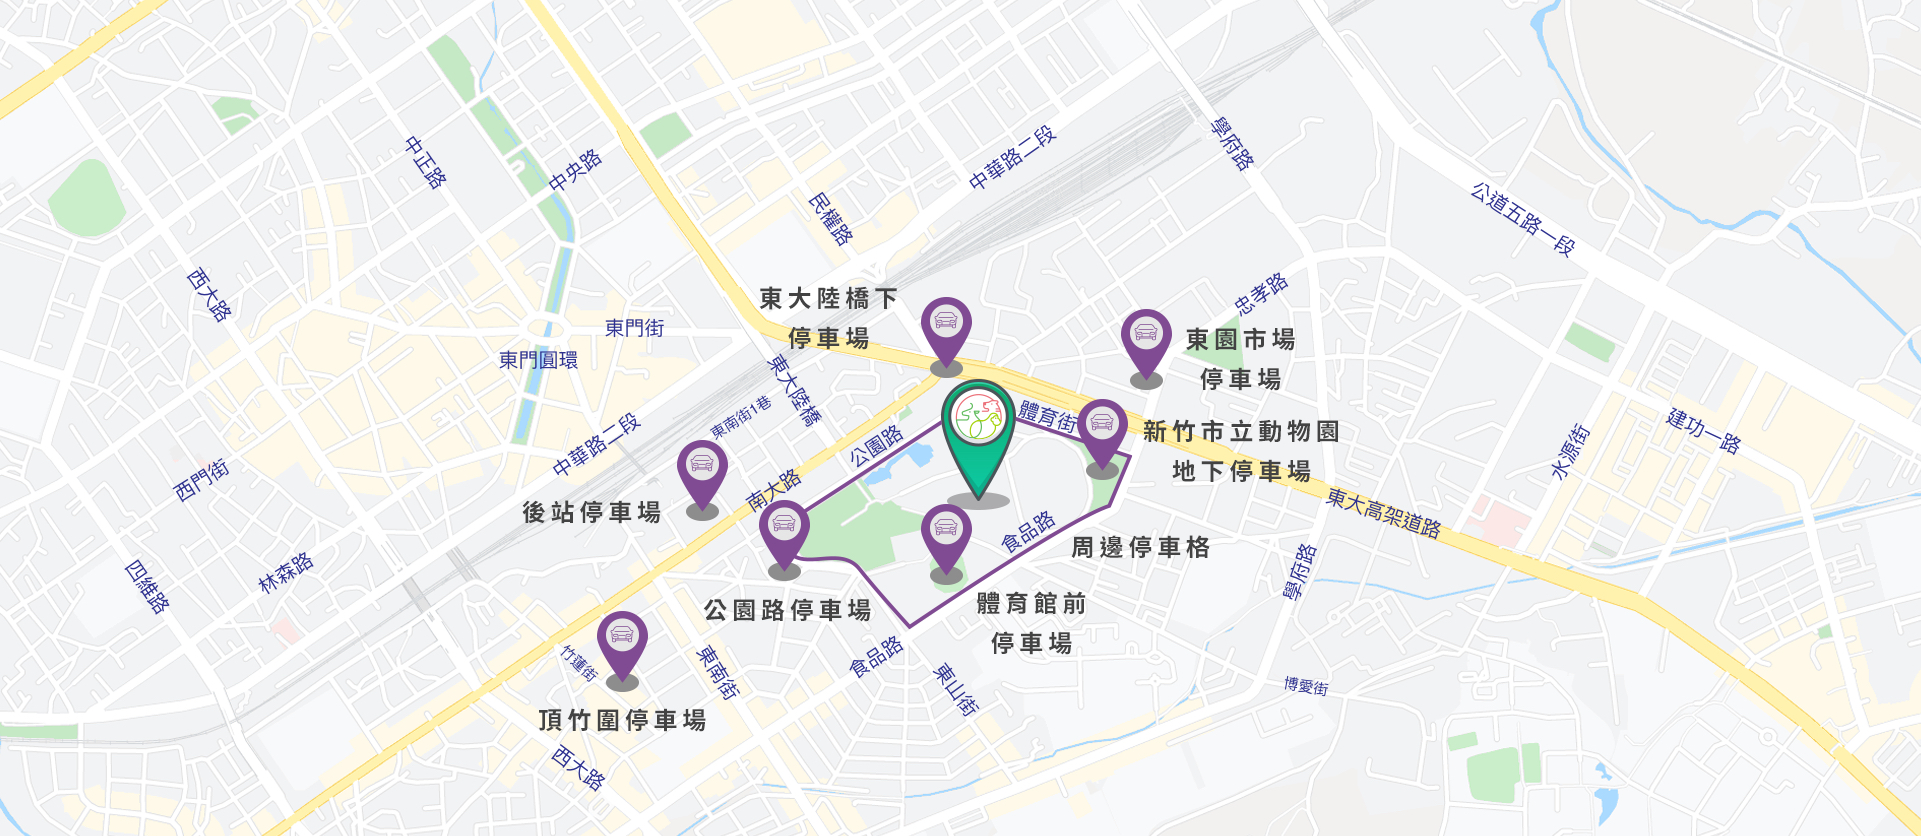 中正路
中央路
中華路二段
學府路
公道五路一段
民權路
西大路
忠孝路
東大陸橋下
停車場
東門街
東門圓環
東園市場
停車場
東大陸橋
東南街1巷
體育街
新竹市立動物園
地下停車場
建功一路
公園路
中華路二段
水源街
西門街
南大路
後站停車場
東大高架道路
食品路
周邊停車格
林森路
四維路
學府路
公園路停車場
體育館前
停車場
竹蓮街
東南街
食品路
東山街
博愛街
頂竹圍停車場
西大路